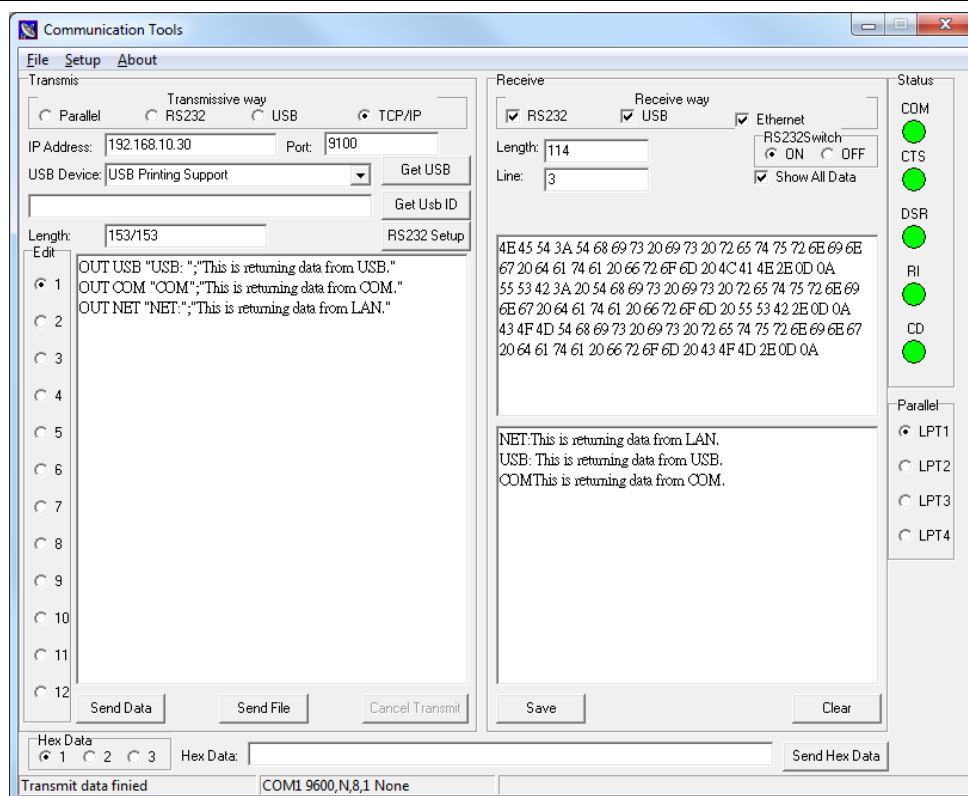 Communication Tools
File Setup About
Transmis
Transmissive way
Parallel RS232 USB TCP/IP
IP Address: 192.168.10.30 Port: 9100
USB Device: USB Printing Support Get USB
Get Usb ID
Length: 153/153 RS232 Setup
Edit
1
2
3
4
5
6
7
8
9
10
11
12
OUT USB "USB: ";"This is returning data from USB."
OUT COM "COM";"This is returning data from COM."
OUT NET "NET:";"This is returning data from LAN."
Send Data Send File Cancel Transmit
Receive
Receive way
RS232 USB Ethernet
Length: 114
RS232Switch
ON OFF
Line: 3
Show All Data
4E 45 54 3A 54 68 69 73 20 69 73 20 72 65 74 75 72 6E 69 6E
67 20 64 61 74 61 20 66 72 6F 6D 20 4C 41 4E 2E 0D 0A
55 53 42 3A 20 54 68 69 73 20 69 73 20 72 65 74 75 72 6E 69
6E 67 20 64 61 74 61 20 66 72 6F 6D 20 55 53 42 2E 0D 0A
43 4F 4D 54 68 69 73 20 69 73 20 72 65 74 75 72 6E 69 6E 67
20 64 61 74 61 20 66 72 6F 6D 20 43 4F 4D 2E 0D 0A
NET:This is returning data from LAN.
USB: This is returning data from USB.
COMThis is returning data from COM.
Save Clear
Status
COM
CTS
DSR
RI
CD
Parallel
LPT1
LPT2
LPT3
LPT4
Hex Data
1 2 3 Hex Data: Send Hex Data
Transmit data finied COM1 9600,N,8,1 None